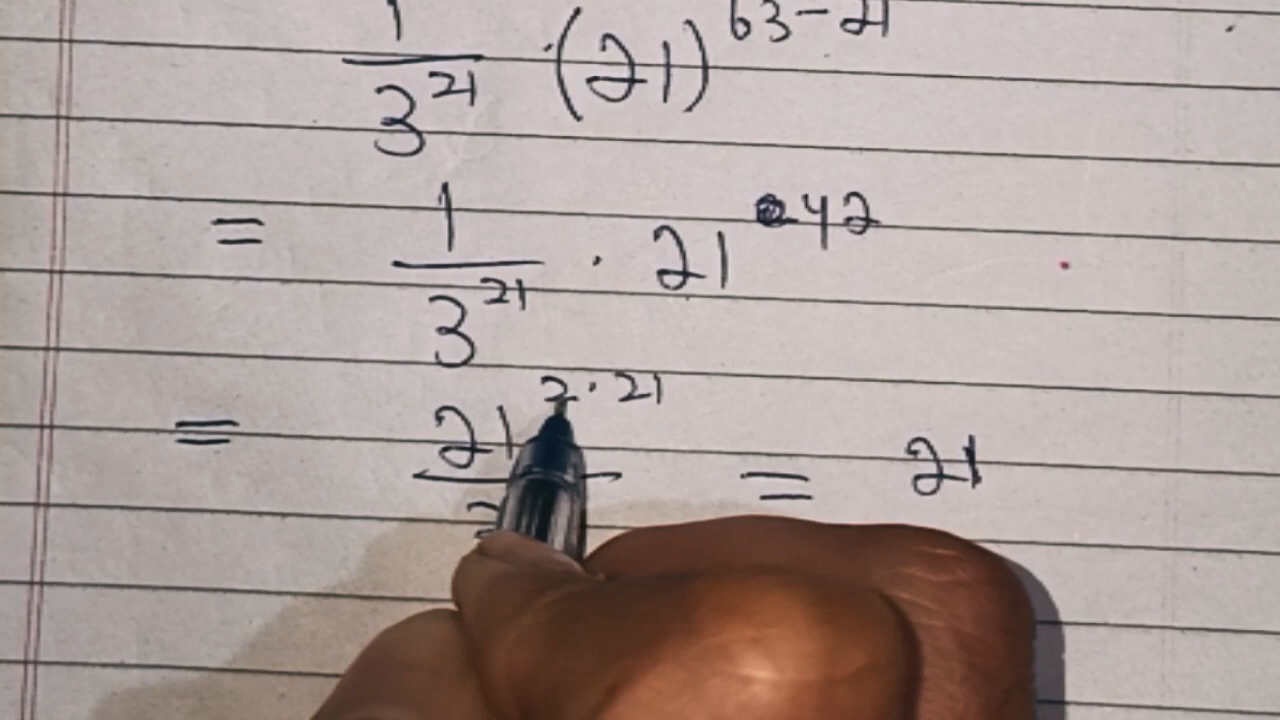 1/3^21 · (21)^63-21
= 1/3^21 · 21^42
= 21^2·21 / = 21